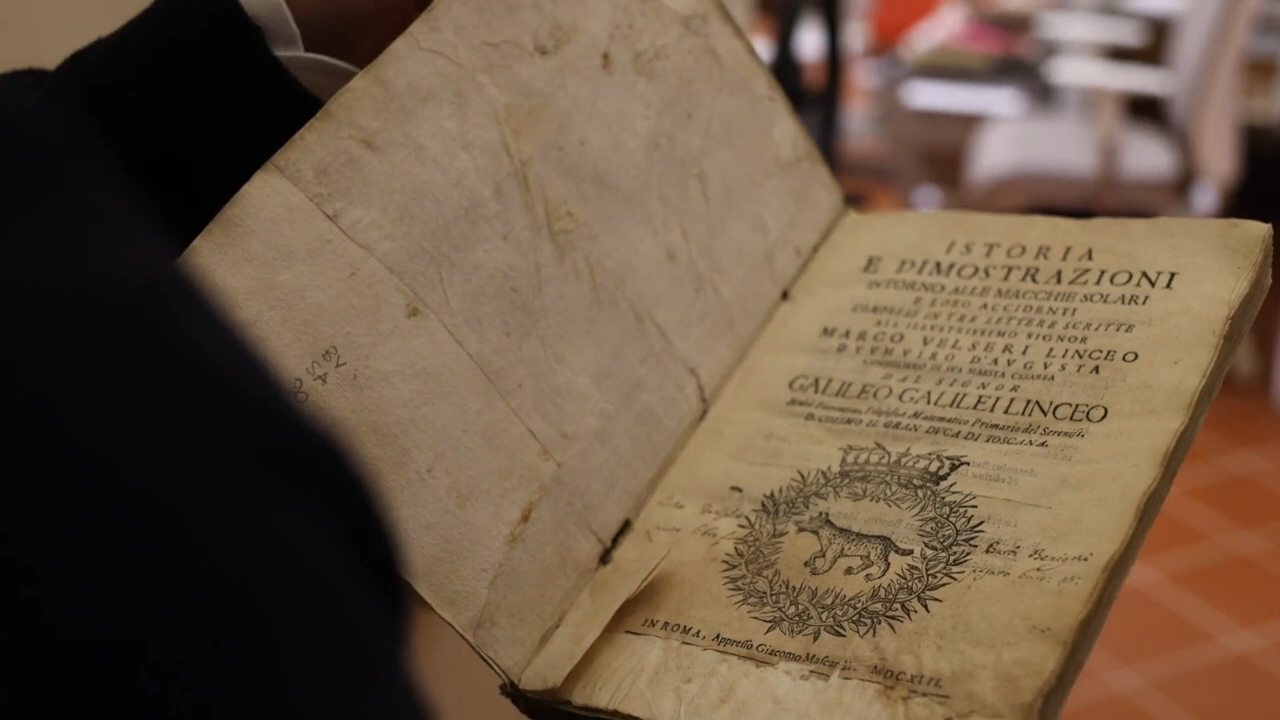 ISTORIA
E DIMOSTRAZIONI
INTORNO ALLE MACCHIE SOLARI
E LORO ACCIDENTI
COMPRESE IN TRE LETTERE SCRITTE
ALL'ILLVSTRISSIMO SIGNOR
MARCO VELSERI LINCEO
DVVMVIRO D'AVGVSTA
CONSIGLIERO DI SVA MAESTA CESAREA
DAL SIGNOR
GALILEO GALILEI LINCEO
Nobil Fiorentino, Filosofo, e Matematico Primario del Sereniss.
D. COSIMO II. GRAN DVCA DI TOSCANA.
IN ROMA, Appresso Giacomo Mascardi. MDCXIII.